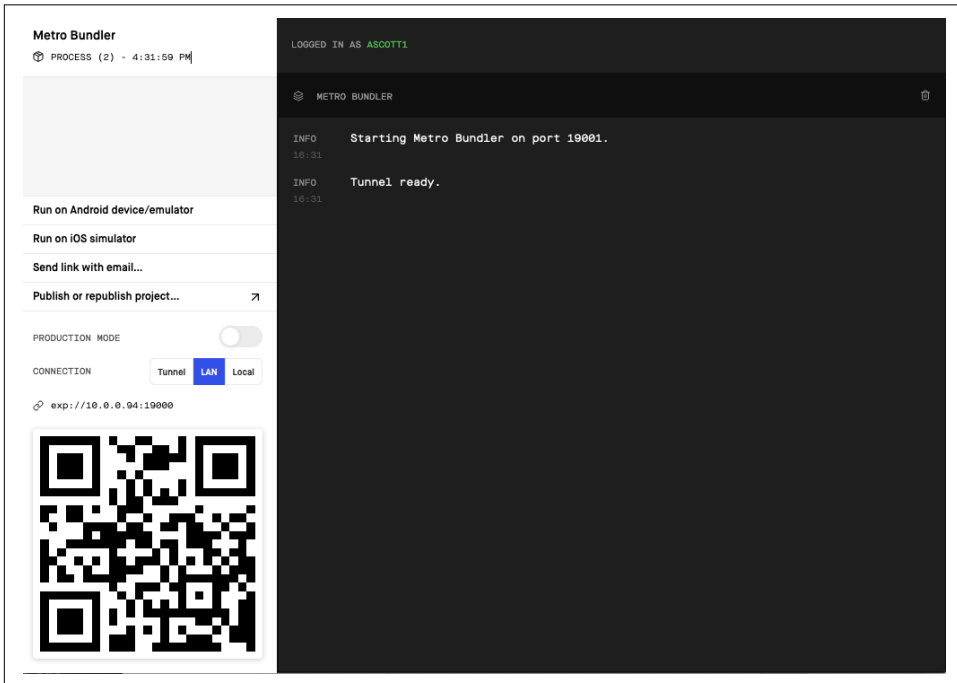 Metro Bundler
PROCESS (2) - 4:31:59 PM
Run on Android device/emulator
Run on iOS simulator
Send link with email...
Publish or republish project...
PRODUCTION MODE
CONNECTION Tunnel LAN Local
exp://10.0.0.94:19000
LOGGED IN AS ASCOTT1
METRO BUNDLER
INFO Starting Metro Bundler on port 19001.
16:31
INFO Tunnel ready.
16:31